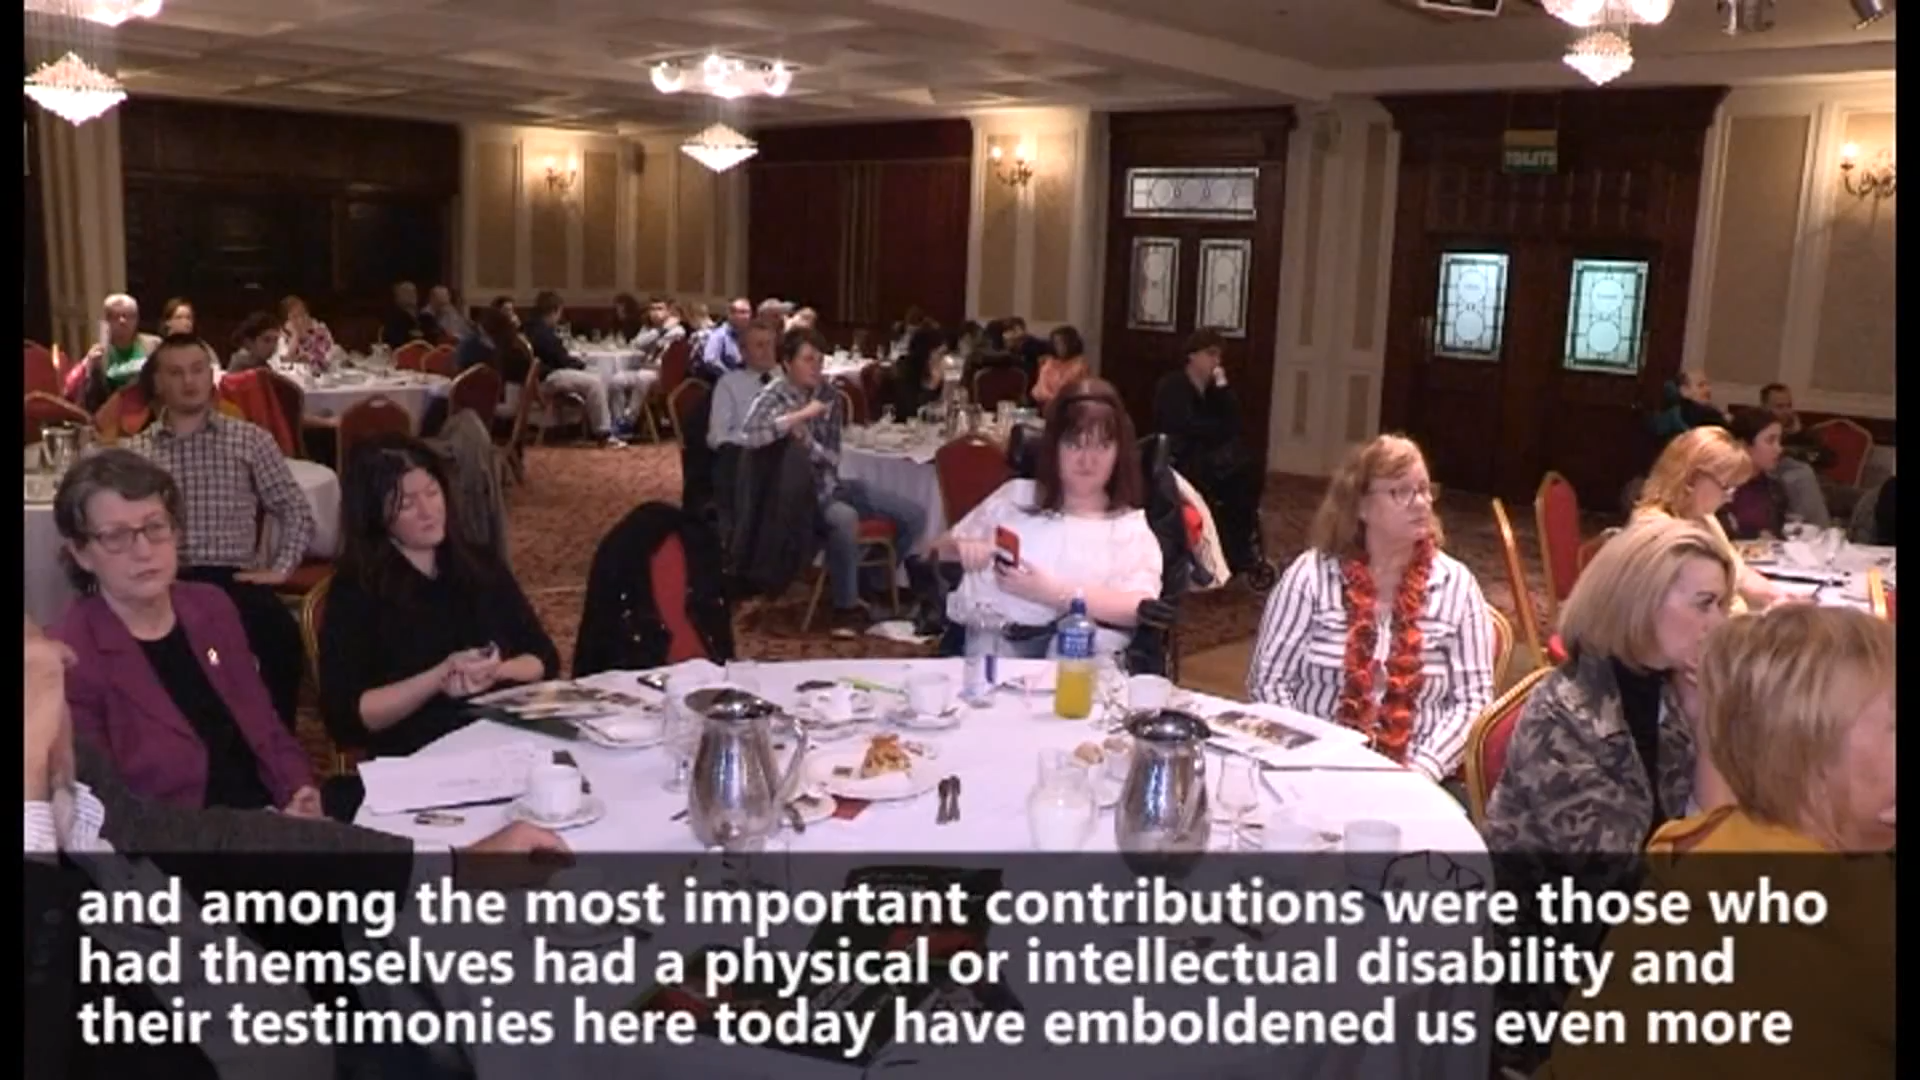 TOILETS
and among the most important contributions were those who
had themselves had a physical or intellectual disability and
their testimonies here today have emboldened us even more